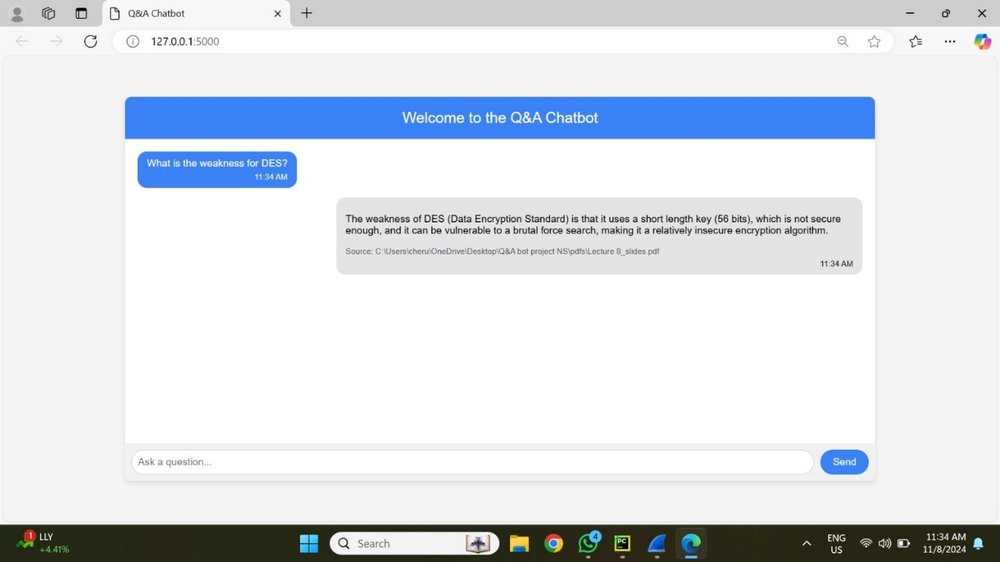 Q&A Chatbot
127.0.0.1:5000
Welcome to the Q&A Chatbot
What is the weakness for DES?
11:34 AM
The weakness of DES (Data Encryption Standard) is that it uses a short length key (56 bits), which is not secure
enough, and it can be vulnerable to a brutal force search, making it a relatively insecure encryption algorithm.
Source: C:\Users\cheru\OneDrive\Desktop\Q&A bot project NS\pdfs\Lecture 8_slides.pdf
11:34 AM
Ask a question...
Send
1
LLY
+4.41%
Search
4
PC
ENG
US
11:34 AM
11/8/2024